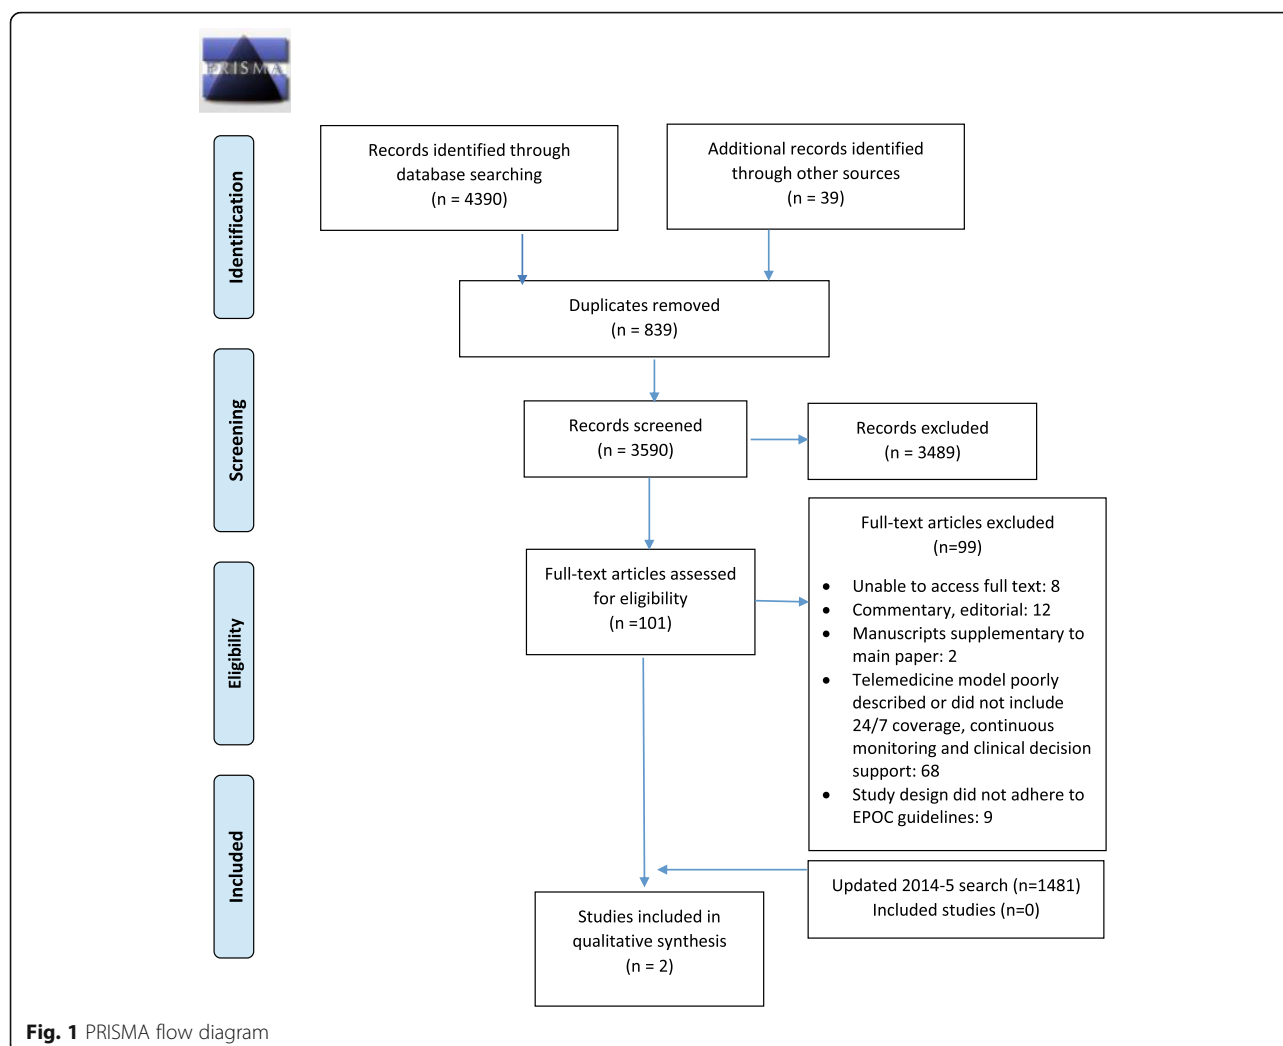 PRISMA
Identification
Records identified through
database searching
(n = 4390)
Additional records identified
through other sources
(n = 39)
Duplicates removed
(n = 839)
Screening
Records screened
(n = 3590)
Records excluded
(n = 3489)
Eligibility
Full-text articles assessed
for eligibility
(n =101)
Full-text articles excluded
(n=99)
• Unable to access full text: 8
• Commentary, editorial: 12
• Manuscripts supplementary to
main paper: 2
• Telemedicine model poorly
described or did not include
24/7 coverage, continuous
monitoring and clinical decision
support: 68
• Study design did not adhere to
EPOC guidelines: 9
Included
Updated 2014-5 search (n=1481)
Included studies (n=0)
Studies included in
qualitative synthesis
(n = 2)
Fig. 1 PRISMA flow diagram